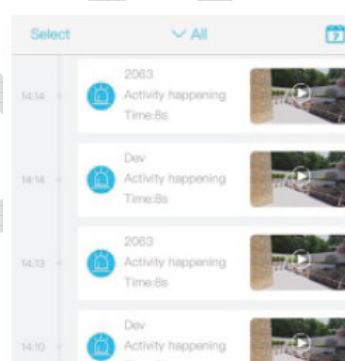 Select All
7
2063
14:14 Activity happening
Time:8s
Dev
14:14 Activity happening
Time:8s
2063
14:13 Activity happening
Time:8s
Dev
14:10 Activity happening